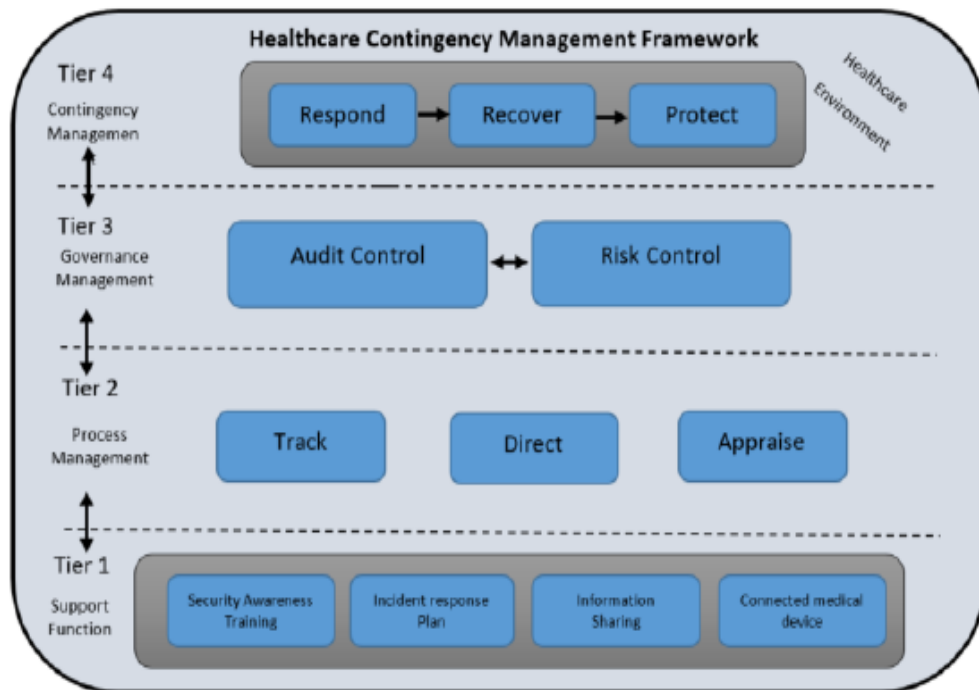 Healthcare Contingency Management Framework
Tier 4
Contingency
Managemen
Respond
Recover
Protect
Healthcare
Environment
Tier 3
Governance
Management
Audit Control
Risk Control
Tier 2
Process
Management
Track
Direct
Appraise
Tier 1
Support
Function
Security Awareness
Training
Incident response
Plan
Information
Sharing
Connected medical
device